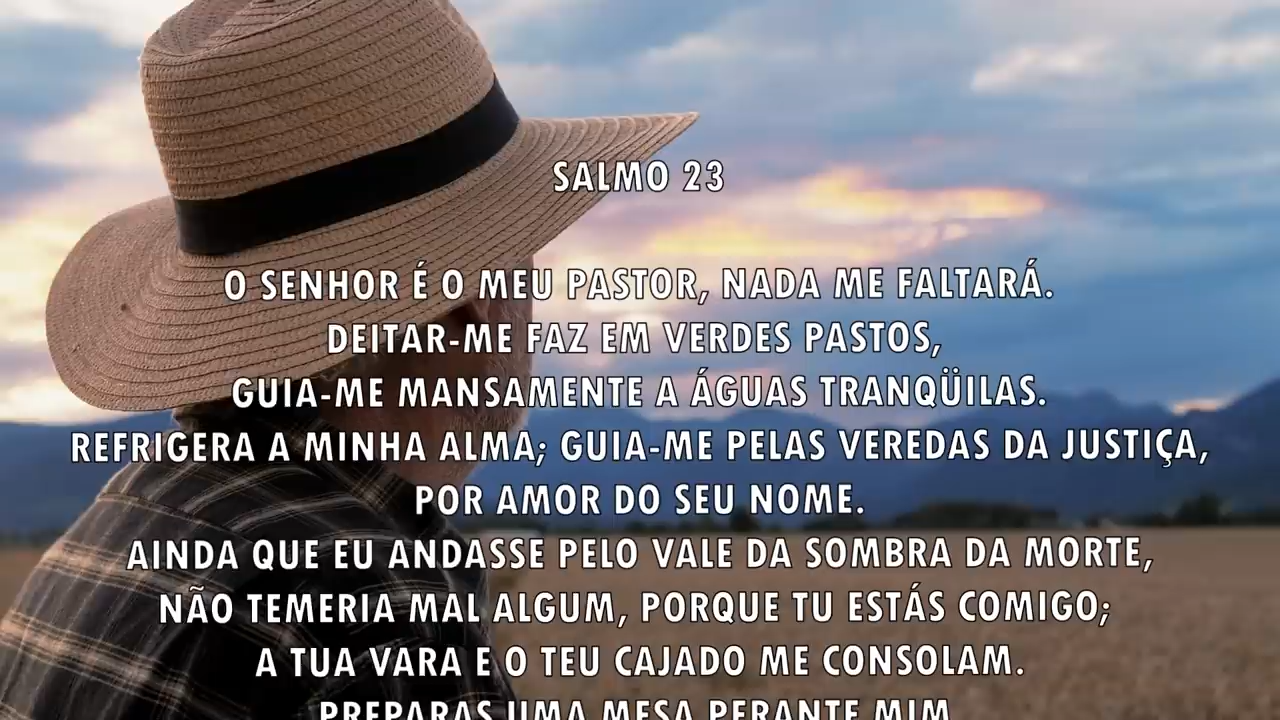 SALMO 23
O SENHOR É O MEU PASTOR, NADA ME FALTARÁ.
DEITAR-ME FAZ EM VERDES PASTOS,
GUIA-ME MANSAMENTE A ÁGUAS TRANQÜILAS.
REFRIGERA A MINHA ALMA; GUIA-ME PELAS VEREDAS DA JUSTIÇA,
POR AMOR DO SEU NOME.
AINDA QUE EU ANDASSE PELO VALE DA SOMBRA DA MORTE,
NÃO TEMERIA MAL ALGUM, PORQUE TU ESTÁS COMIGO;
A TUA VARA E O TEU CAJADO ME CONSOLAM.
PREPARAS UMA MESA PERANTE MIM